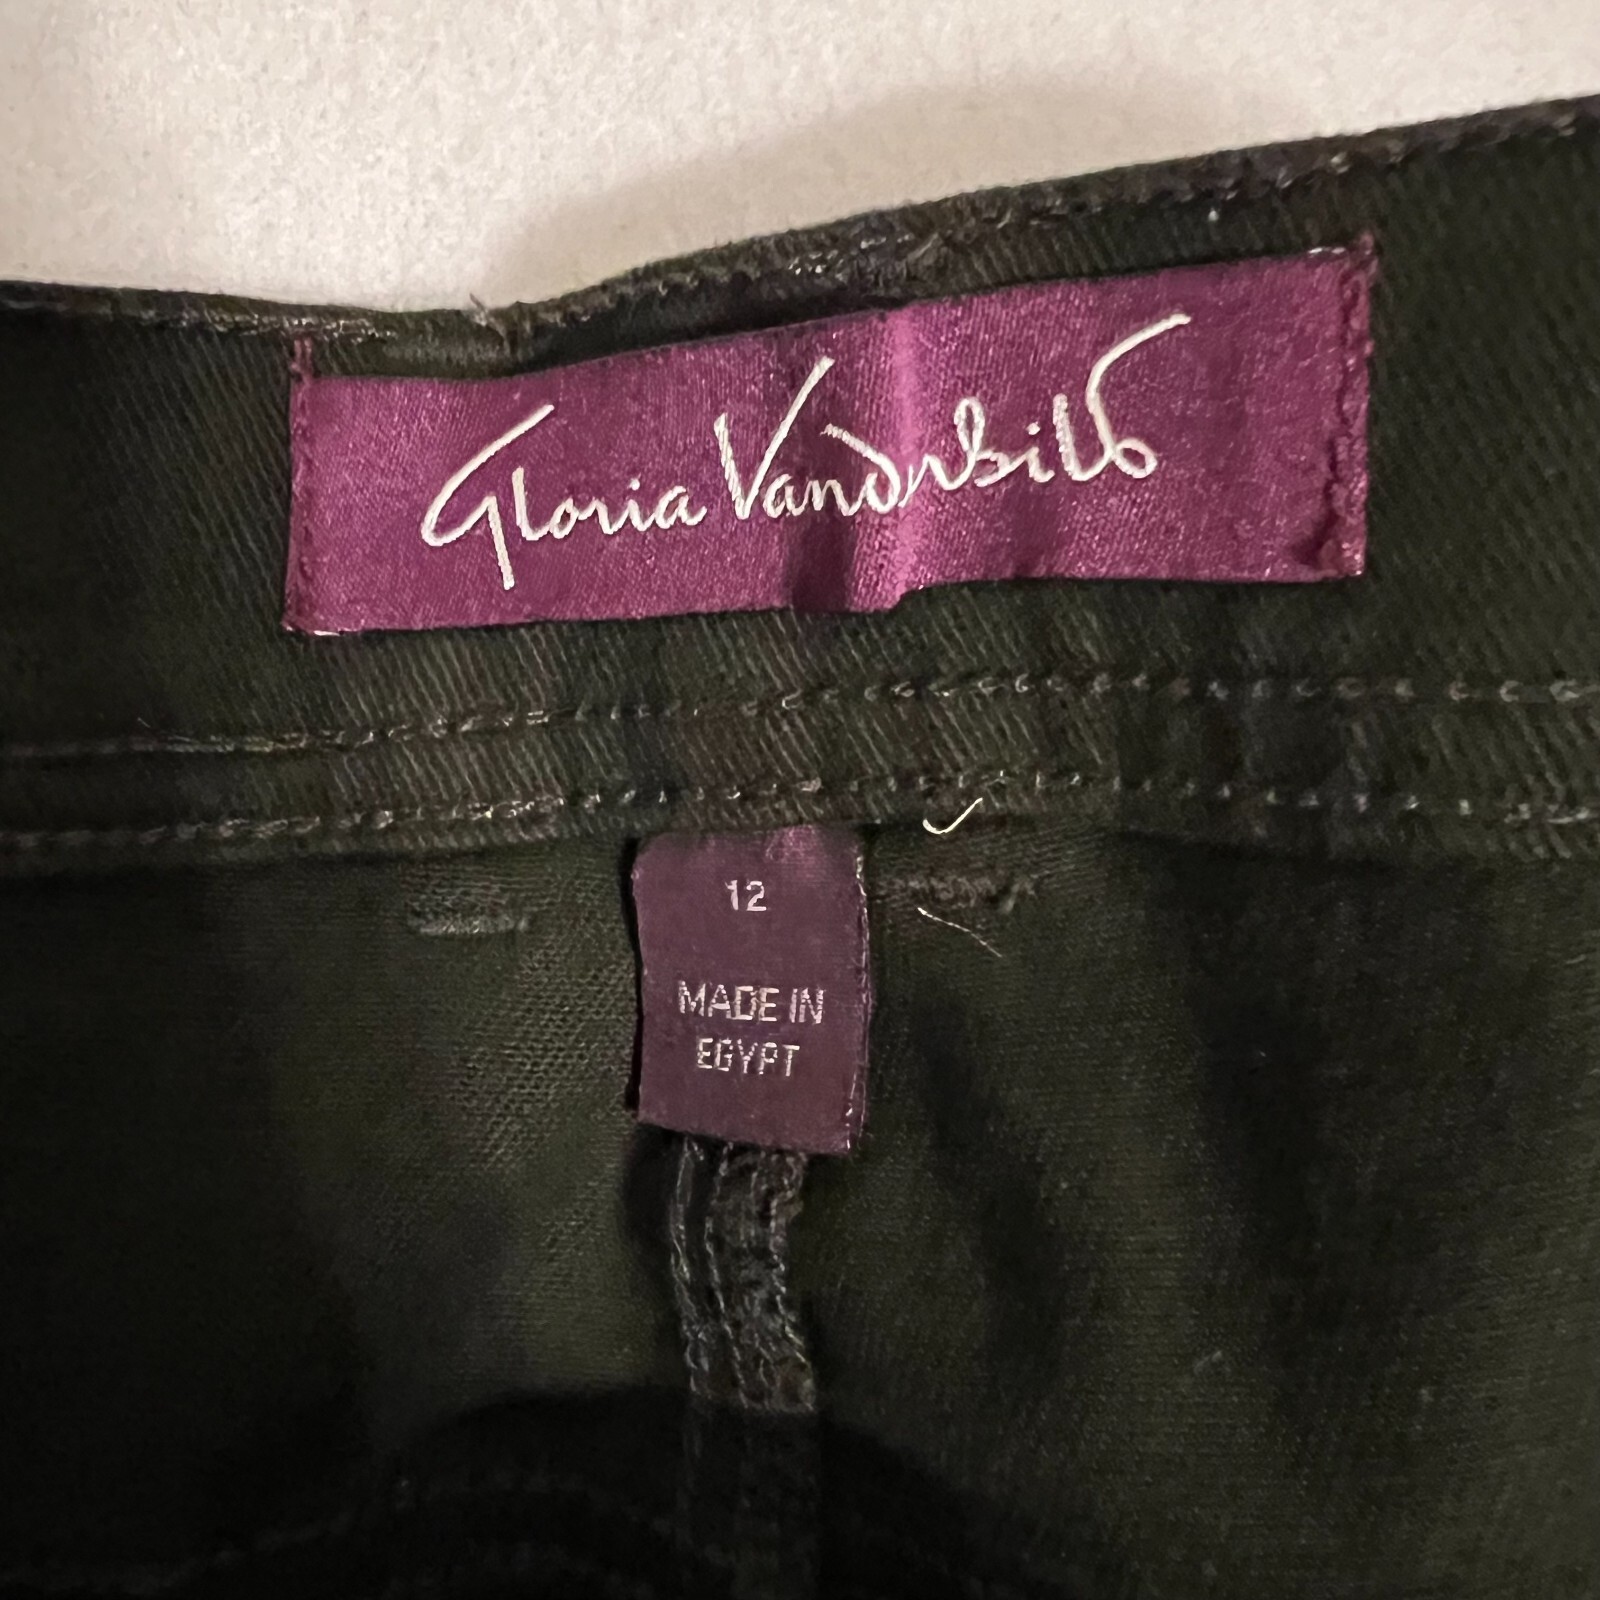 Gloria Vanderbilt
12
MADE IN
EGYPT